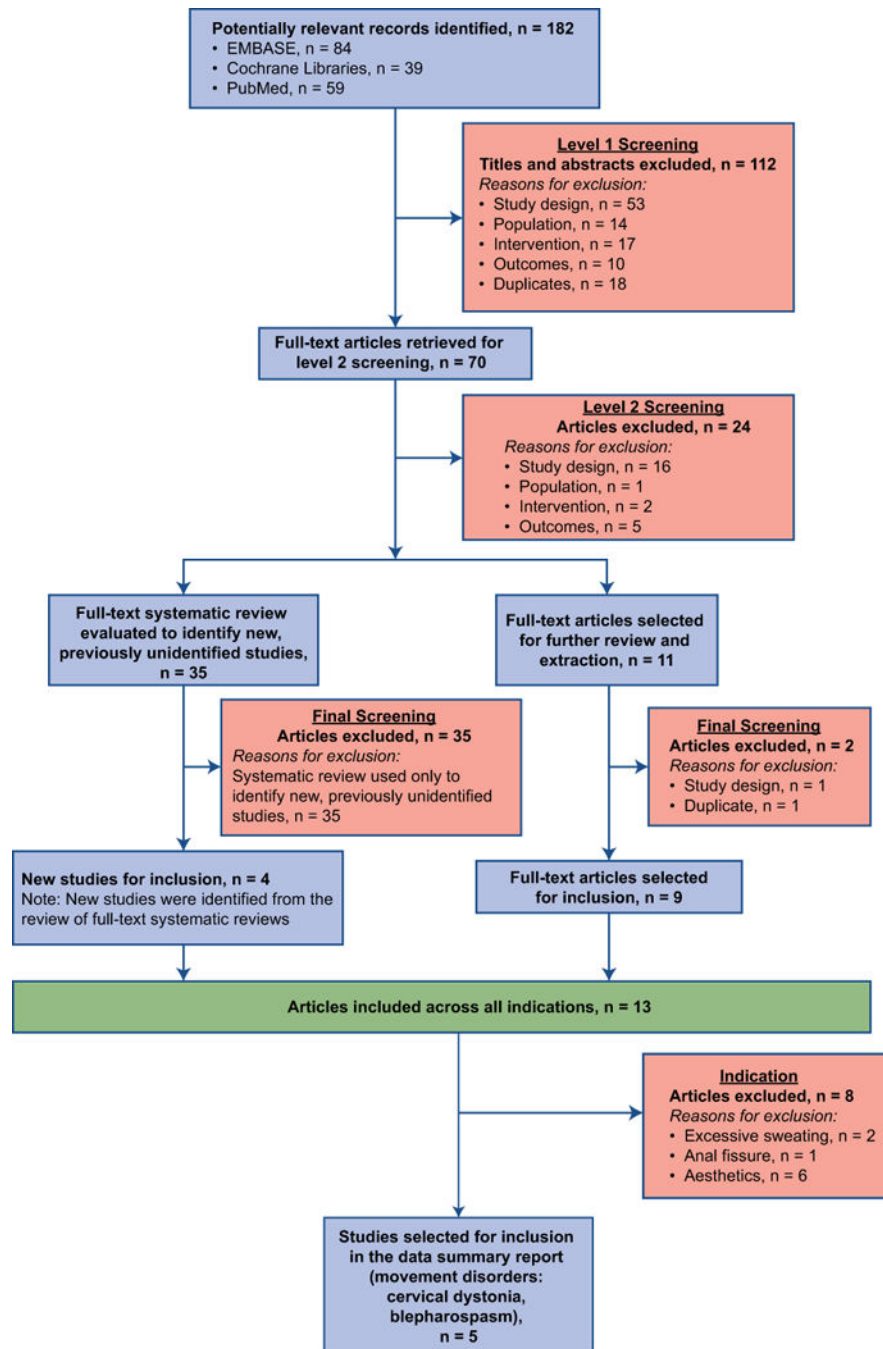 Potentially relevant records identified, n = 182
• EMBASE, n = 84
• Cochrane Libraries, n = 39
• PubMed, n = 59
Level 1 Screening
Titles and abstracts excluded, n = 112
Reasons for exclusion:
• Study design, n = 53
• Population, n = 14
• Intervention, n = 17
• Outcomes, n = 10
• Duplicates, n = 18
Full-text articles retrieved for
level 2 screening, n = 70
Level 2 Screening
Articles excluded, n = 24
Reasons for exclusion:
• Study design, n = 16
• Population, n = 1
• Intervention, n = 2
• Outcomes, n = 5
Full-text systematic review
evaluated to identify new,
previously unidentified studies,
n = 35
Full-text articles selected
for further review and
extraction, n = 11
Final Screening
Articles excluded, n = 35
Reasons for exclusion:
Systematic review used only to
identify new, previously unidentified
studies, n = 35
Final Screening
Articles excluded, n = 2
Reasons for exclusion:
• Study design, n = 1
• Duplicate, n = 1
New studies for inclusion, n = 4
Note: New studies were identified from the
review of full-text systematic reviews
Full-text articles selected
for inclusion, n = 9
Articles included across all indications, n = 13
Indication
Articles excluded, n = 8
Reasons for exclusion:
• Excessive sweating, n = 2
• Anal fissure, n = 1
• Aesthetics, n = 6
Studies selected for inclusion
in the data summary report
(movement disorders:
cervical dystonia,
blepharospasm),
n = 5